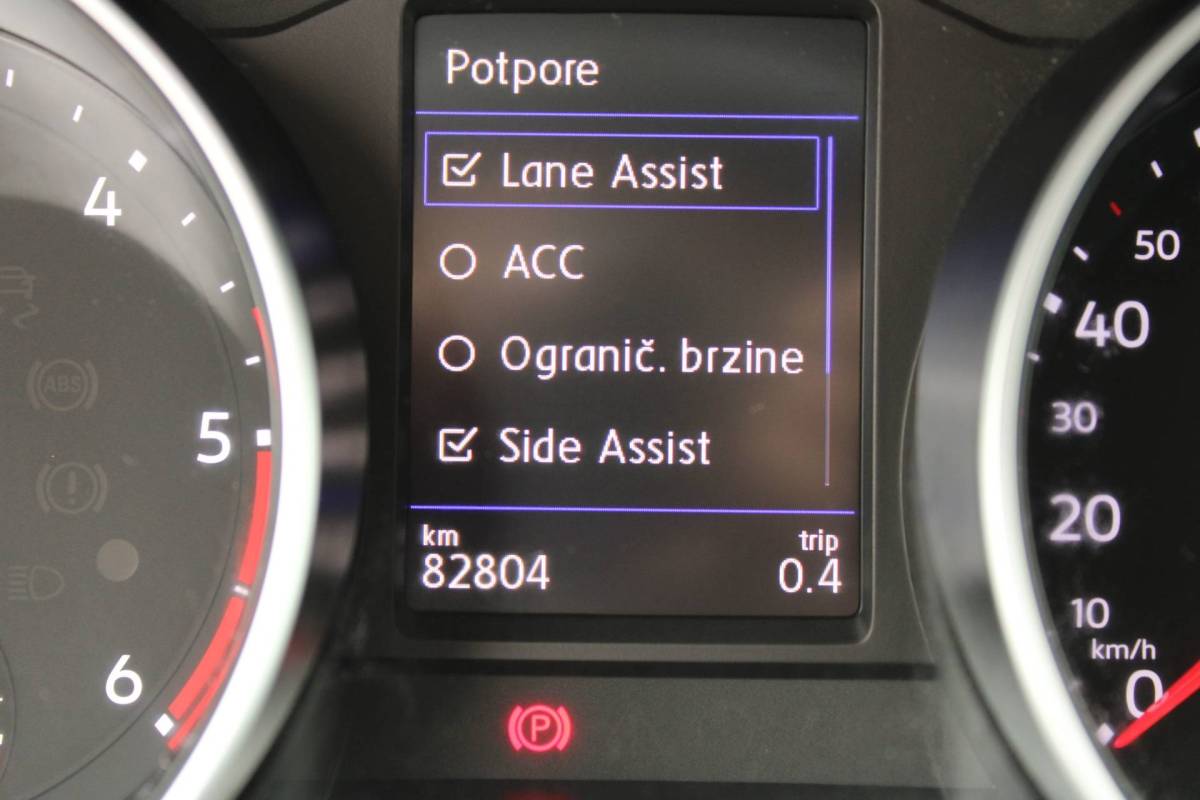 Potpore
Lane Assist
ACC
Ogranič. brzine
Side Assist
km
82804
trip
0.4
4
5
6
ABS
P
50
40
30
20
10
km/h
0